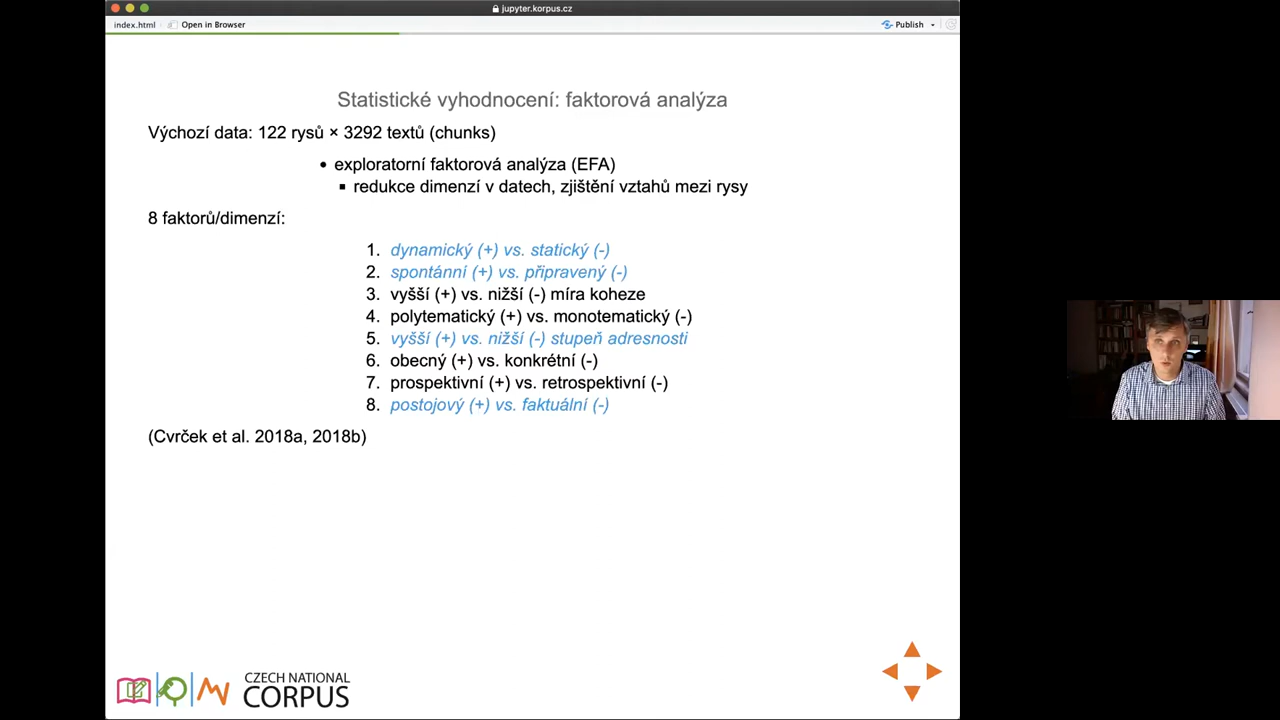 jupyter.korpus.cz
index.html Open in Browser Publish
Statistické vyhodnocení: faktorová analýza
Výchozí data: 122 rysů × 3292 textů (chunks)
• exploratorní faktorová analýza (EFA)
▪ redukce dimenzí v datech, zjištění vztahů mezi rysy
8 faktorů/dimenzí:
1. dynamický (+) vs. statický (-)
2. spontánní (+) vs. připravený (-)
3. vyšší (+) vs. nižší (-) míra koheze
4. polytematický (+) vs. monotematický (-)
5. vyšší (+) vs. nižší (-) stupeň adresnosti
6. obecný (+) vs. konkrétní (-)
7. prospektivní (+) vs. retrospektivní (-)
8. postojový (+) vs. faktuální (-)
(Cvrček et al. 2018a, 2018b)
CZECH NATIONAL
CORPUS